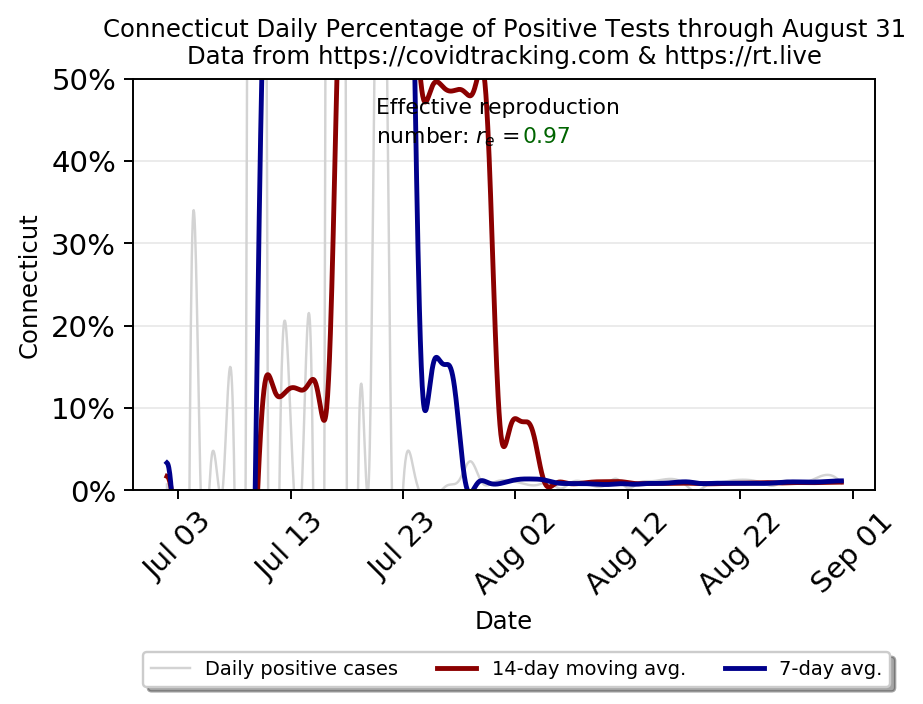 Connecticut Daily Percentage of Positive Tests through August 31
Data from https://covidtracking.com & https://rt.live
50%
40%
30%
20%
10%
0%
Connecticut
Effective reproduction
number: rₑ = 0.97
Jul 03
Jul 13
Jul 23
Aug 02
Aug 12
Aug 22
Sep 01
Date
Daily positive cases
14-day moving avg.
7-day avg.